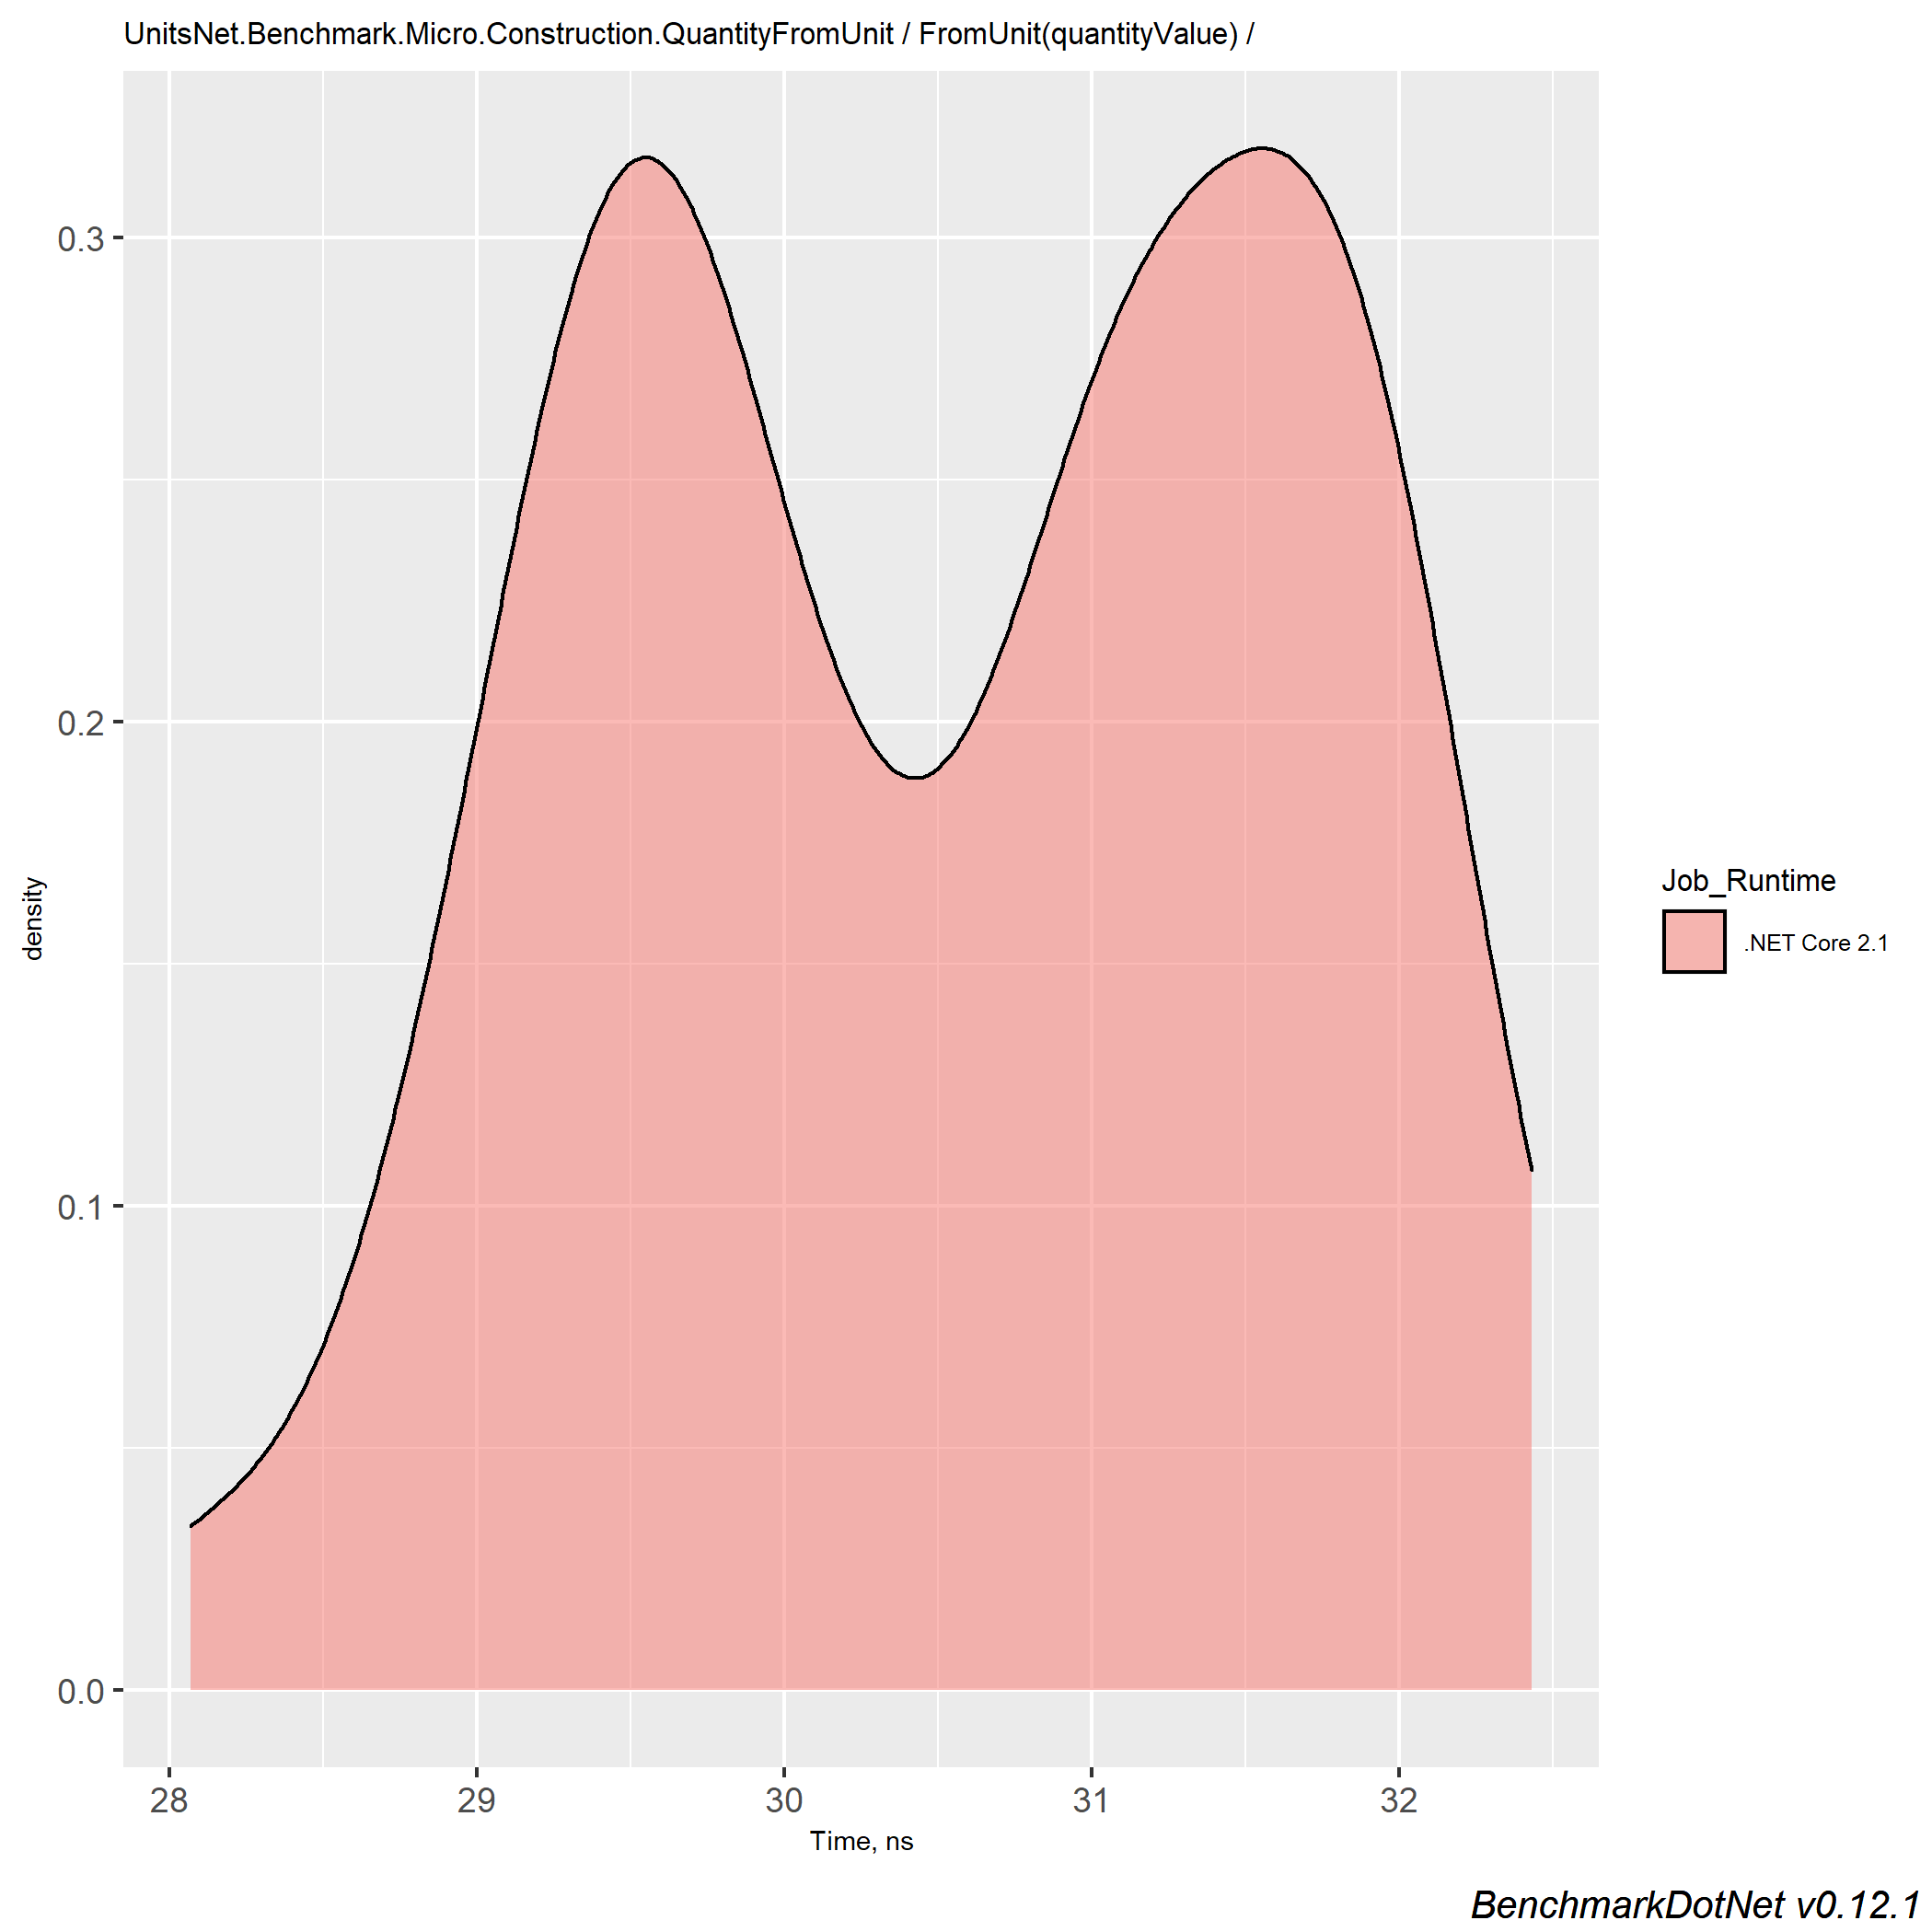 UnitsNet.Benchmark.Micro.Construction.QuantityFromUnit / FromUnit(quantityValue) /
0.3
0.2
0.1
0.0
density
28 29 30 31 32
Time, ns
Job_Runtime
.NET Core 2.1
BenchmarkDotNet v0.12.1